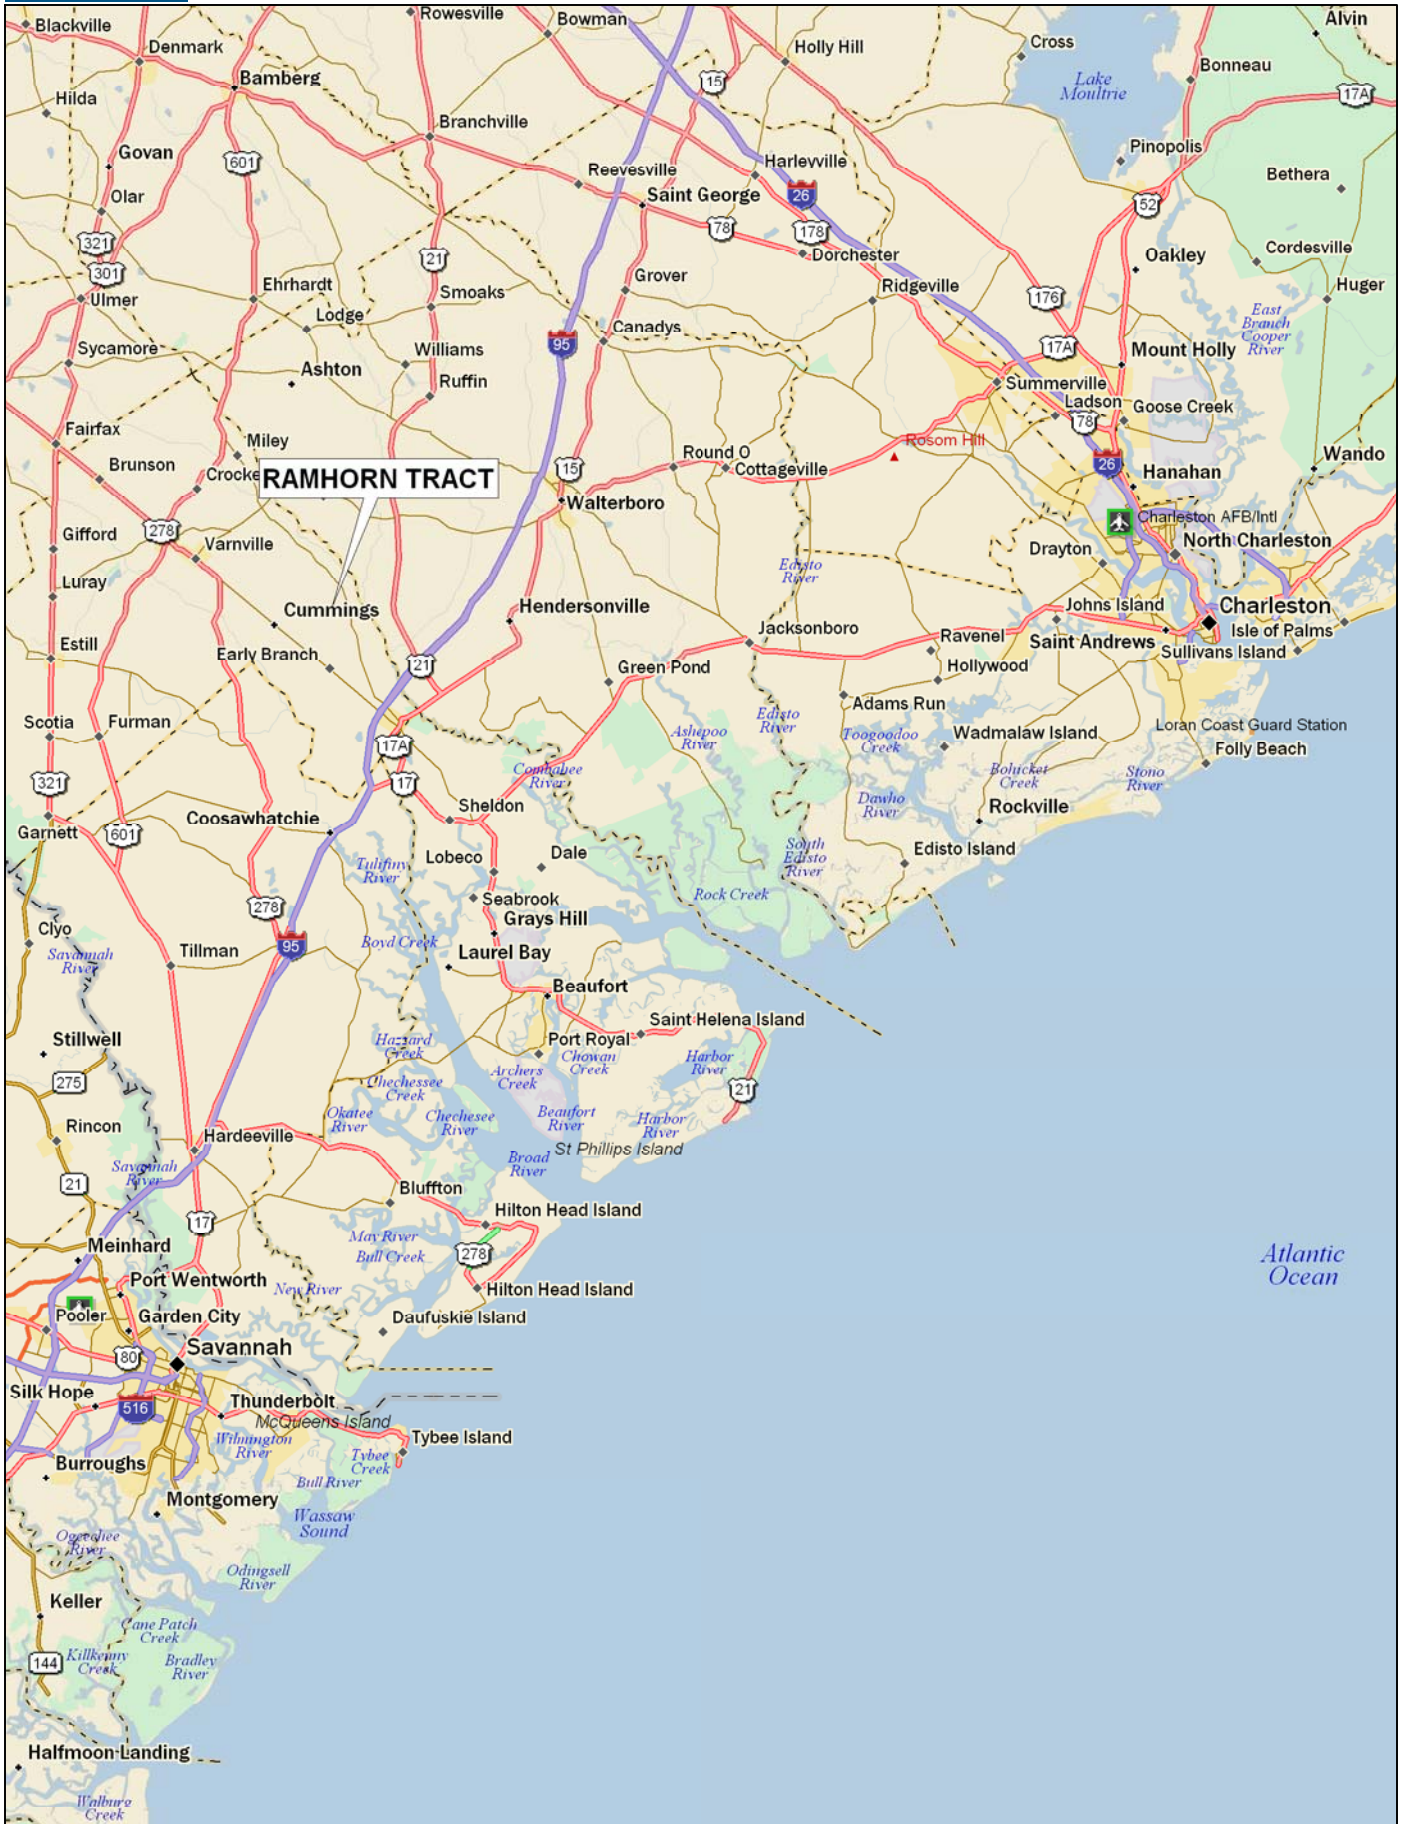 Blackville
Rowesville
Bowman
Alvin
Denmark
Holly Hill
Cross
Bonneau
Bamberg
15
Lake
Moultrie
17A
Hilda
Branchville
Pinopolis
Govan
601
Reevesville
Harleyville
Bethera
Olar
Saint George
26
52
321
78
178
Cordesville
301
21
Dorchester
Oakley
Ulmer
Ehrhardt
Smoaks
Grover
Ridgeville
176
Huger
Lodge
East
Branch
Cooper
River
Sycamore
Williams
95
Canadys
17A
Mount Holly
Ashton
Ruffin
Summerville
Ladson
Goose Creek
Fairfax
Miley
78
Rosom Hill
Brunson
Crocke
RAMHORN TRACT
15
Round O
Cottageville
26
Hanahan
Wando
Walterboro
Gifford
278
Varnville
Charleston AFB/Intl
Drayton
North Charleston
Luray
Edisto
River
Cummings
Hendersonville
Johns Island
Charleston
Estill
Early Branch
21
Jacksonboro
Ravenel
Saint Andrews
Isle of Palms
Sullivans Island
Green Pond
Hollywood
Scotia
Furman
17A
Ashepoo
River
Edisto
River
Adams Run
Toogoodoo
Creek
Wadmalaw Island
Loran Coast Guard Station
Folly Beach
321
17
Combahee
River
Bohicket
Creek
Stono
River
Coosawhatchie
Sheldon
Dawho
River
Rockville
Garnett
601
Lobeco
Dale
South
Edisto
River
Edisto Island
Tulifiny
River
278
Seabrook
Rock Creek
Grays Hill
Clyo
95
Boyd Creek
Laurel Bay
Savannah
River
Tillman
Beaufort
Saint Helena Island
Stillwell
Hazzard
Creek
Port Royal
Chowan
Creek
Harbor
River
275
Chechessee
Creek
Archers
Creek
21
Rincon
Okatee
River
Chechesee
River
Beaufort
River
Harbor
River
Hardeeville
St Phillips Island
Savannah
River
Broad
River
21
Bluffton
17
Hilton Head Island
May River
Meinhard
Bull Creek
278
Atlantic
Ocean
Port Wentworth
New River
Hilton Head Island
Pooler
Garden City
Daufuskie Island
80
Savannah
Silk Hope
516
Thunderbolt
McQueens Island
Wilmington
River
Tybee Island
Burroughs
Tybee
Creek
Bull River
Montgomery
Wassaw
Sound
Ogeechee
River
Odingsell
River
Keller
Cane Patch
Creek
144
Killkenny
Creek
Bradley
River
Halfmoon Landing
Walburg
Creek